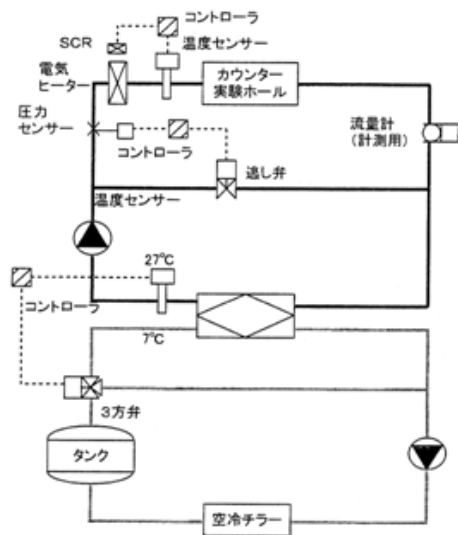 コントローラ
SCR
温度センサー
電気
ヒーター
カウンター
実験ホール
圧力
センサー
コントローラ
流量計
(計測用)
逃し弁
温度センサー
27℃
コントローラ
7℃
3方弁
タンク
空冷チラー